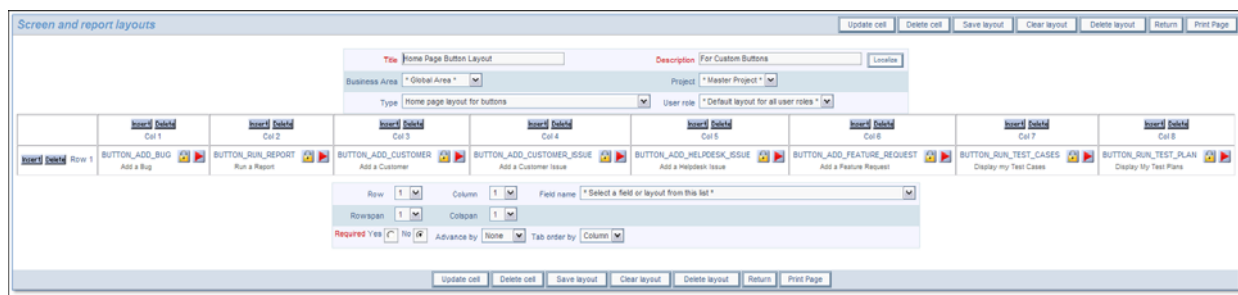 Screen and report layouts
Update cell Delete cell Save layout Clear layout Delete layout Return Print Page
Title Home Page Button Layout Description For Custom Buttons Localize
Business Area * Global Area * Project * Master Project *
Type Home page layout for buttons User role * Default layout for all user roles *
Insert Delete Insert Delete Insert Delete Insert Delete Insert Delete Insert Delete Insert Delete Insert Delete
Col 1 Col 2 Col 3 Col 4 Col 5 Col 6 Col 7 Col 8
Insert Delete Row 1 BUTTON_ADD_BUG BUTTON_RUN_REPORT BUTTON_ADD_CUSTOMER BUTTON_ADD_CUSTOMER_ISSUE BUTTON_ADD_HELPDESK_ISSUE BUTTON_ADD_FEATURE_REQUEST BUTTON_RUN_TEST_CASES BUTTON_RUN_TEST_PLAN
Add a Bug Run a Report Add a Customer Add a Customer Issue Add a Helpdesk Issue Add a Feature Request Display my Test Cases Display My Test Plans
Row 1 Column 1 Field name * Select a field or layout from this list *
Rowspan 1 Colspan 1
Required Yes No Advance by None Tab order by Column
Update cell Delete cell Save layout Clear layout Delete layout Return Print Page